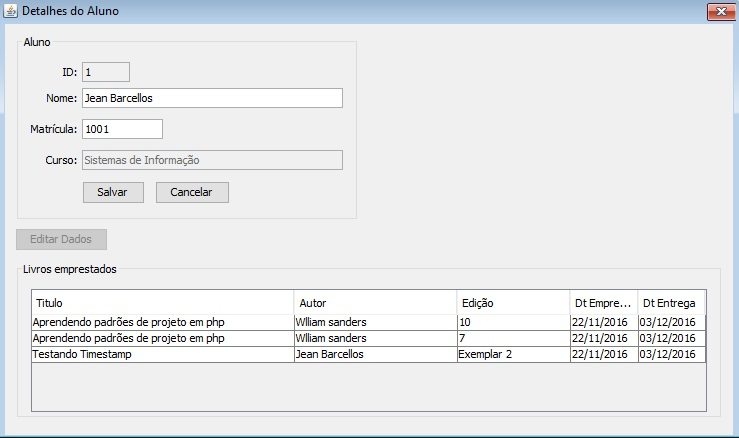 Detalhes do Aluno
Aluno
ID: 1
Nome: Jean Barcellos
Matrícula: 1001
Curso: Sistemas de Informação
Salvar Cancelar
Editar Dados
Livros emprestados
Titulo Autor Edição Dt Empre... Dt Entrega
Aprendendo padrões de projeto em php Wlliam sanders 10 22/11/2016 03/12/2016
Aprendendo padrões de projeto em php Wlliam sanders 7 22/11/2016 03/12/2016
Testando Timestamp Jean Barcellos Exemplar 2 22/11/2016 03/12/2016